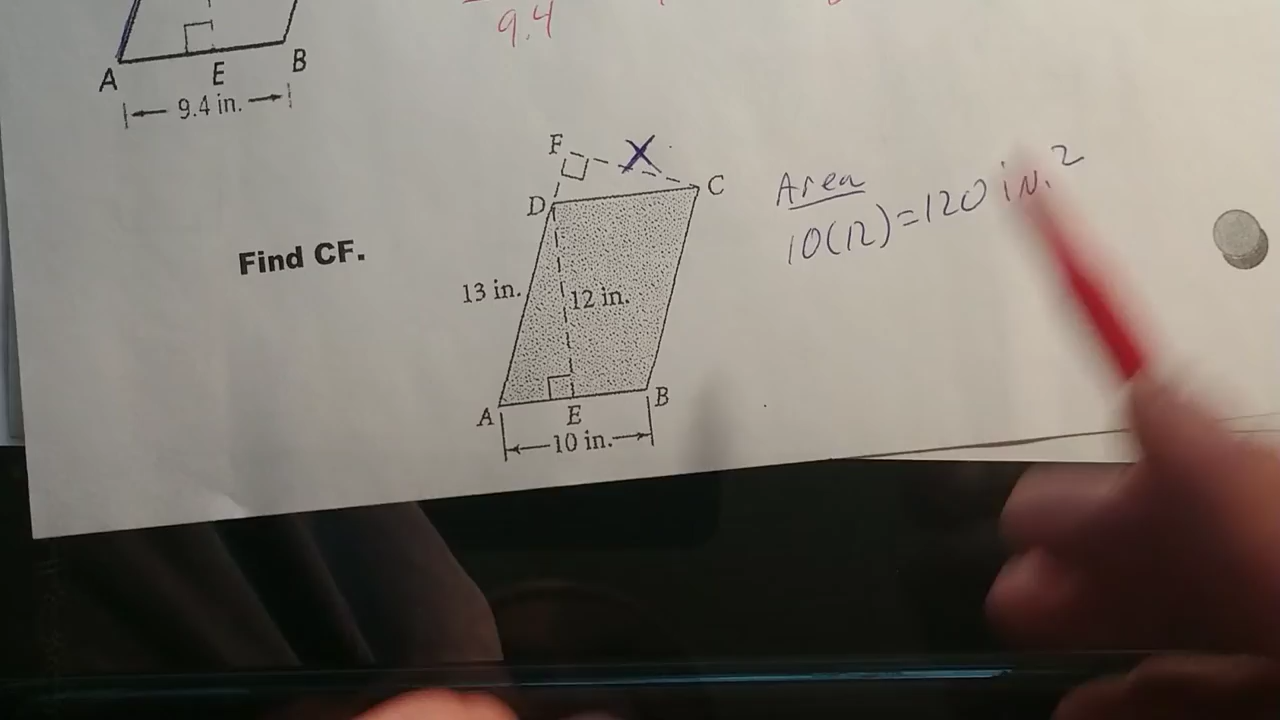 9.4
A
E
B
9.4 in.
F
X
D
C
Area
10(12)=120 in.²
Find CF.
13 in.
12 in.
A
E
B
10 in.